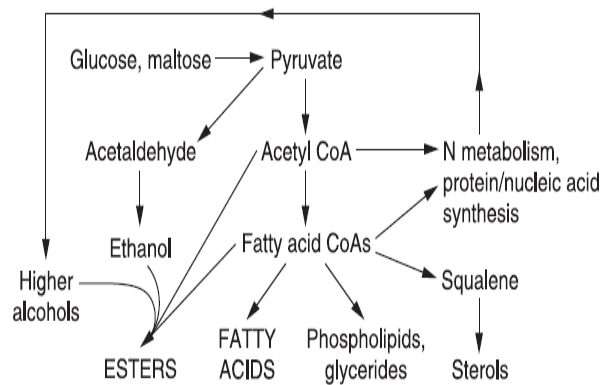 Glucose, maltose
Pyruvate
Acetaldehyde
Acetyl CoA
N metabolism,
protein/nucleic acid
synthesis
Ethanol
Fatty acid CoAs
Higher
alcohols
Squalene
ESTERS
FATTY
ACIDS
Phospholipids,
glycerides
Sterols